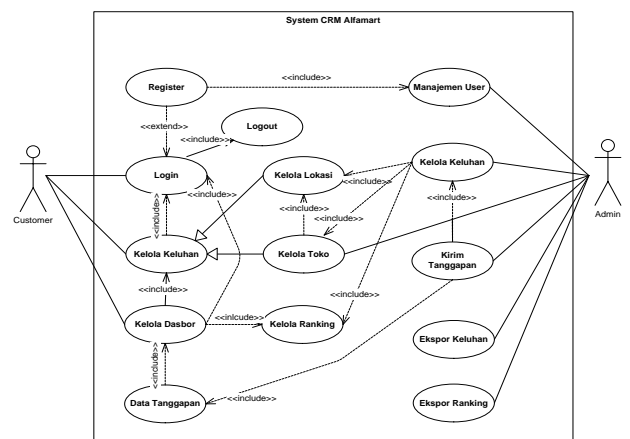 System CRM Alfamart
Register
<<include>>
Manajemen User
<<extend>>
<<include>>
Logout
Login
<<include>>
Kelola Lokasi
<<include>>
Kelola Keluhan
<<include>>
<<include>>
<<include>>
<<include>>
Customer
Admin
Kelola Keluhan
Kelola Toko
Kirim
Tanggapan
<<include>>
<<include>>
Kelola Dasbor
<<inlcude>>
Kelola Ranking
Ekspor Keluhan
<<include>>
Data Tanggapan
<<include>>
Ekspor Ranking